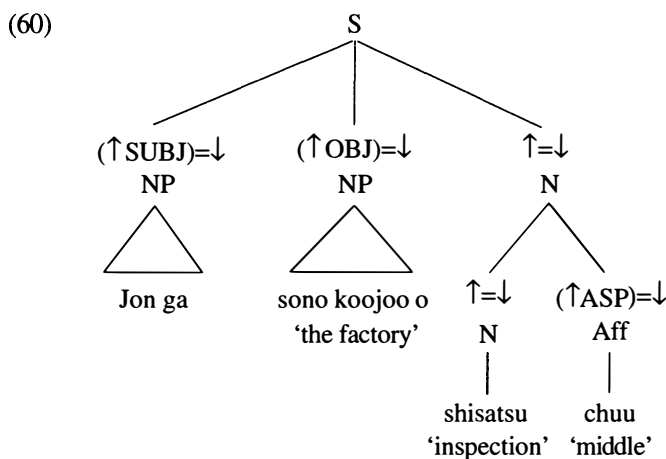 (60)
S
(↑SUBJ)=↓ (↑OBJ)=↓ ↑=↓
NP NP N
Jon ga sono koojoo o ↑=↓ (↑ASP)=↓
'the factory' N Aff
shisatsu chuu
'inspection' 'middle'